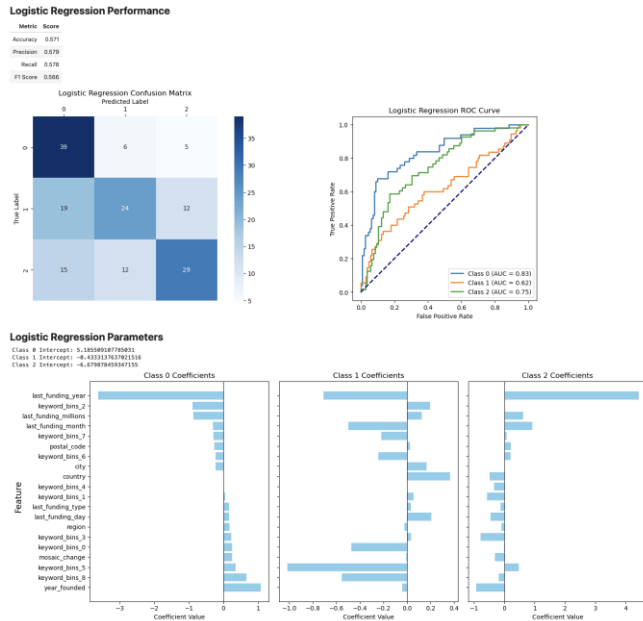 Logistic Regression Performance
Metric Score
Accuracy 0.571
Precision 0.579
Recall 0.578
F1 Score 0.566
Logistic Regression Confusion Matrix
Predicted Label
0 1 2
True Label
0 39 6 5
1 19 24 12
2 15 12 29
35
30
25
20
15
10
5
Logistic Regression ROC Curve
True Positive Rate
1.0
0.8
0.6
0.4
0.2
0.0
Class 0 (AUC = 0.83)
Class 1 (AUC = 0.62)
Class 2 (AUC = 0.75)
0.0 0.2 0.4 0.6 0.8 1.0
False Positive Rate
Logistic Regression Parameters
Class 0 Intercept: 5.185509107785031
Class 1 Intercept: -0.4333137637021516
Class 2 Intercept: -6.679878459347155
Class 0 Coefficients
Class 1 Coefficients
Class 2 Coefficients
Feature
last_funding_year
keyword_bins_2
last_funding_millions
last_funding_month
keyword_bins_7
postal_code
keyword_bins_6
city
country
keyword_bins_4
keyword_bins_1
last_funding_type
last_funding_day
region
keyword_bins_3
keyword_bins_0
mosaic_change
keyword_bins_5
keyword_bins_8
year_founded
−3 −2 −1 0 1
Coefficient Value
−1.0 −0.8 −0.6 −0.4 −0.2 0.0 0.2 0.4
Coefficient Value
−1 0 1 2 3 4
Coefficient Value